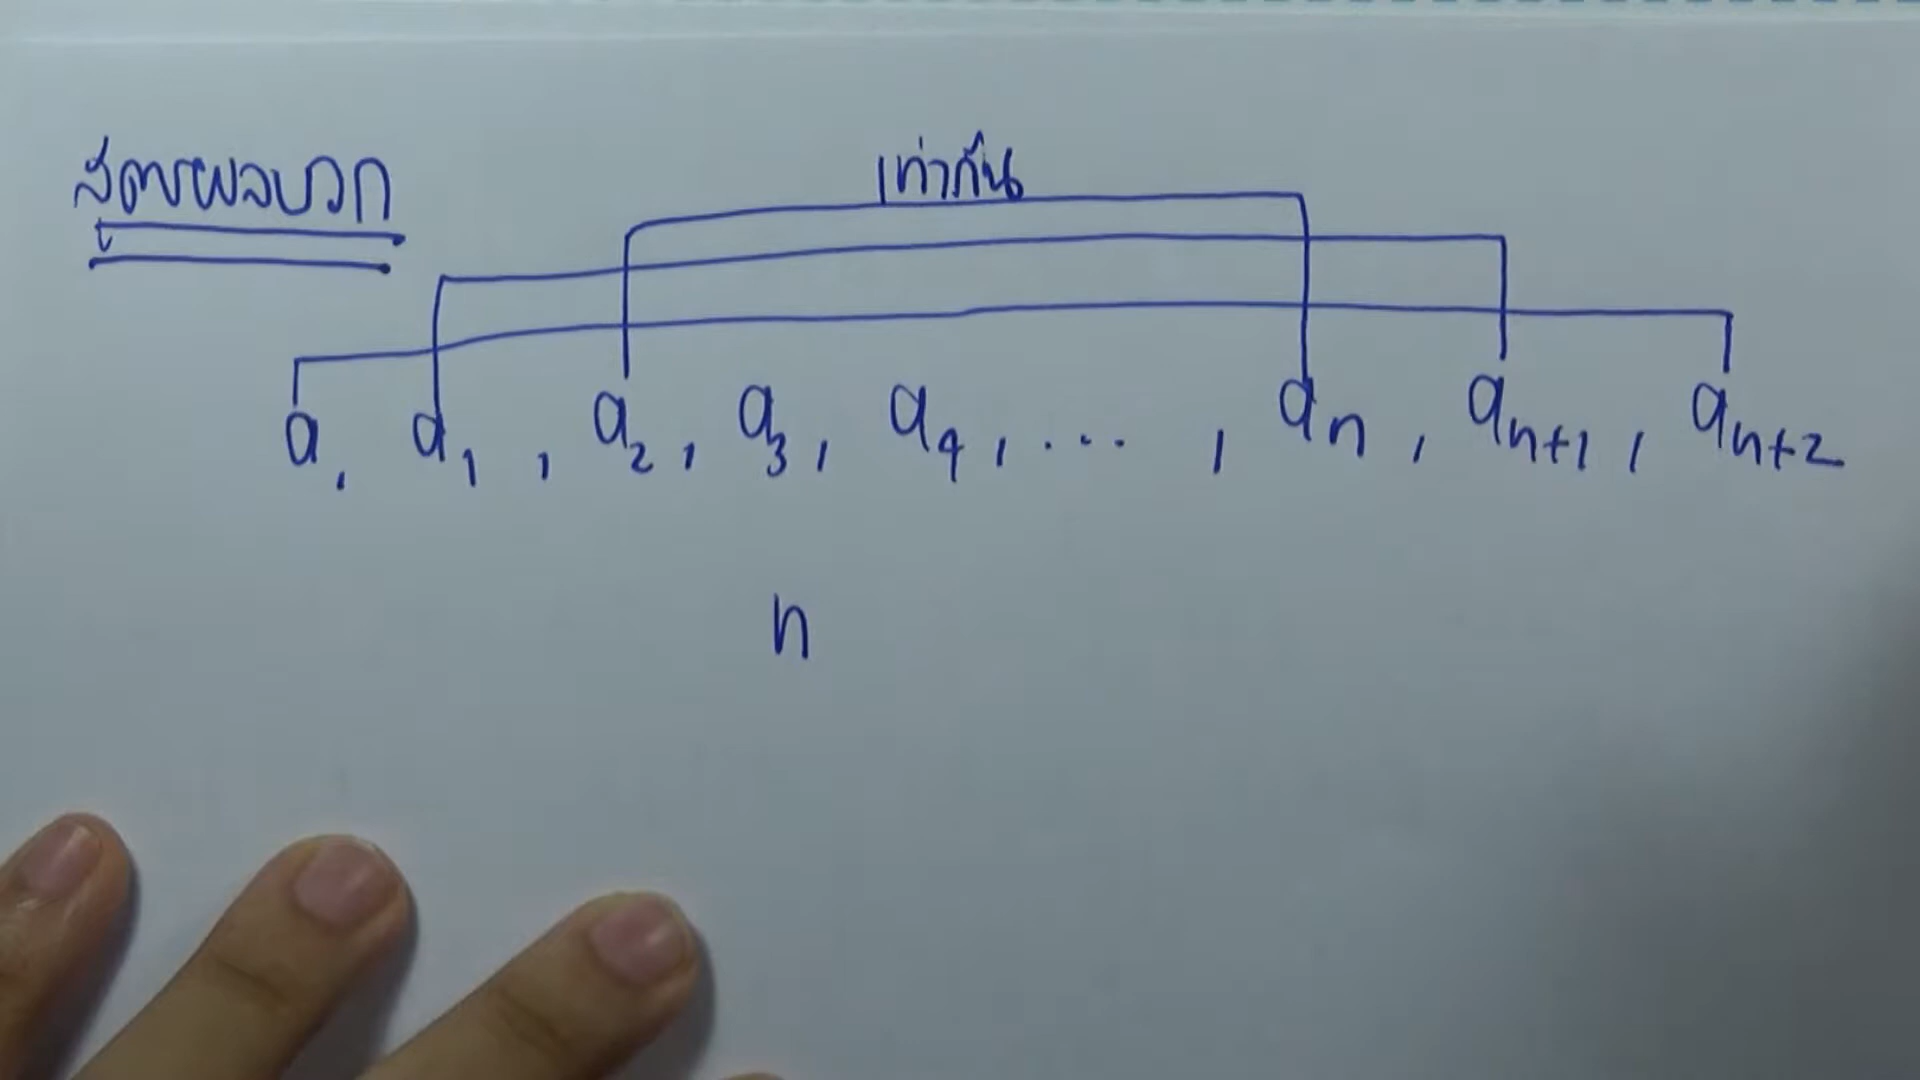 สูตรผลบวก
เท่ากัน
a, a₁, a₂, a₃, a₄, ..., aₙ, aₙ₊₁, aₙ₊₂
n